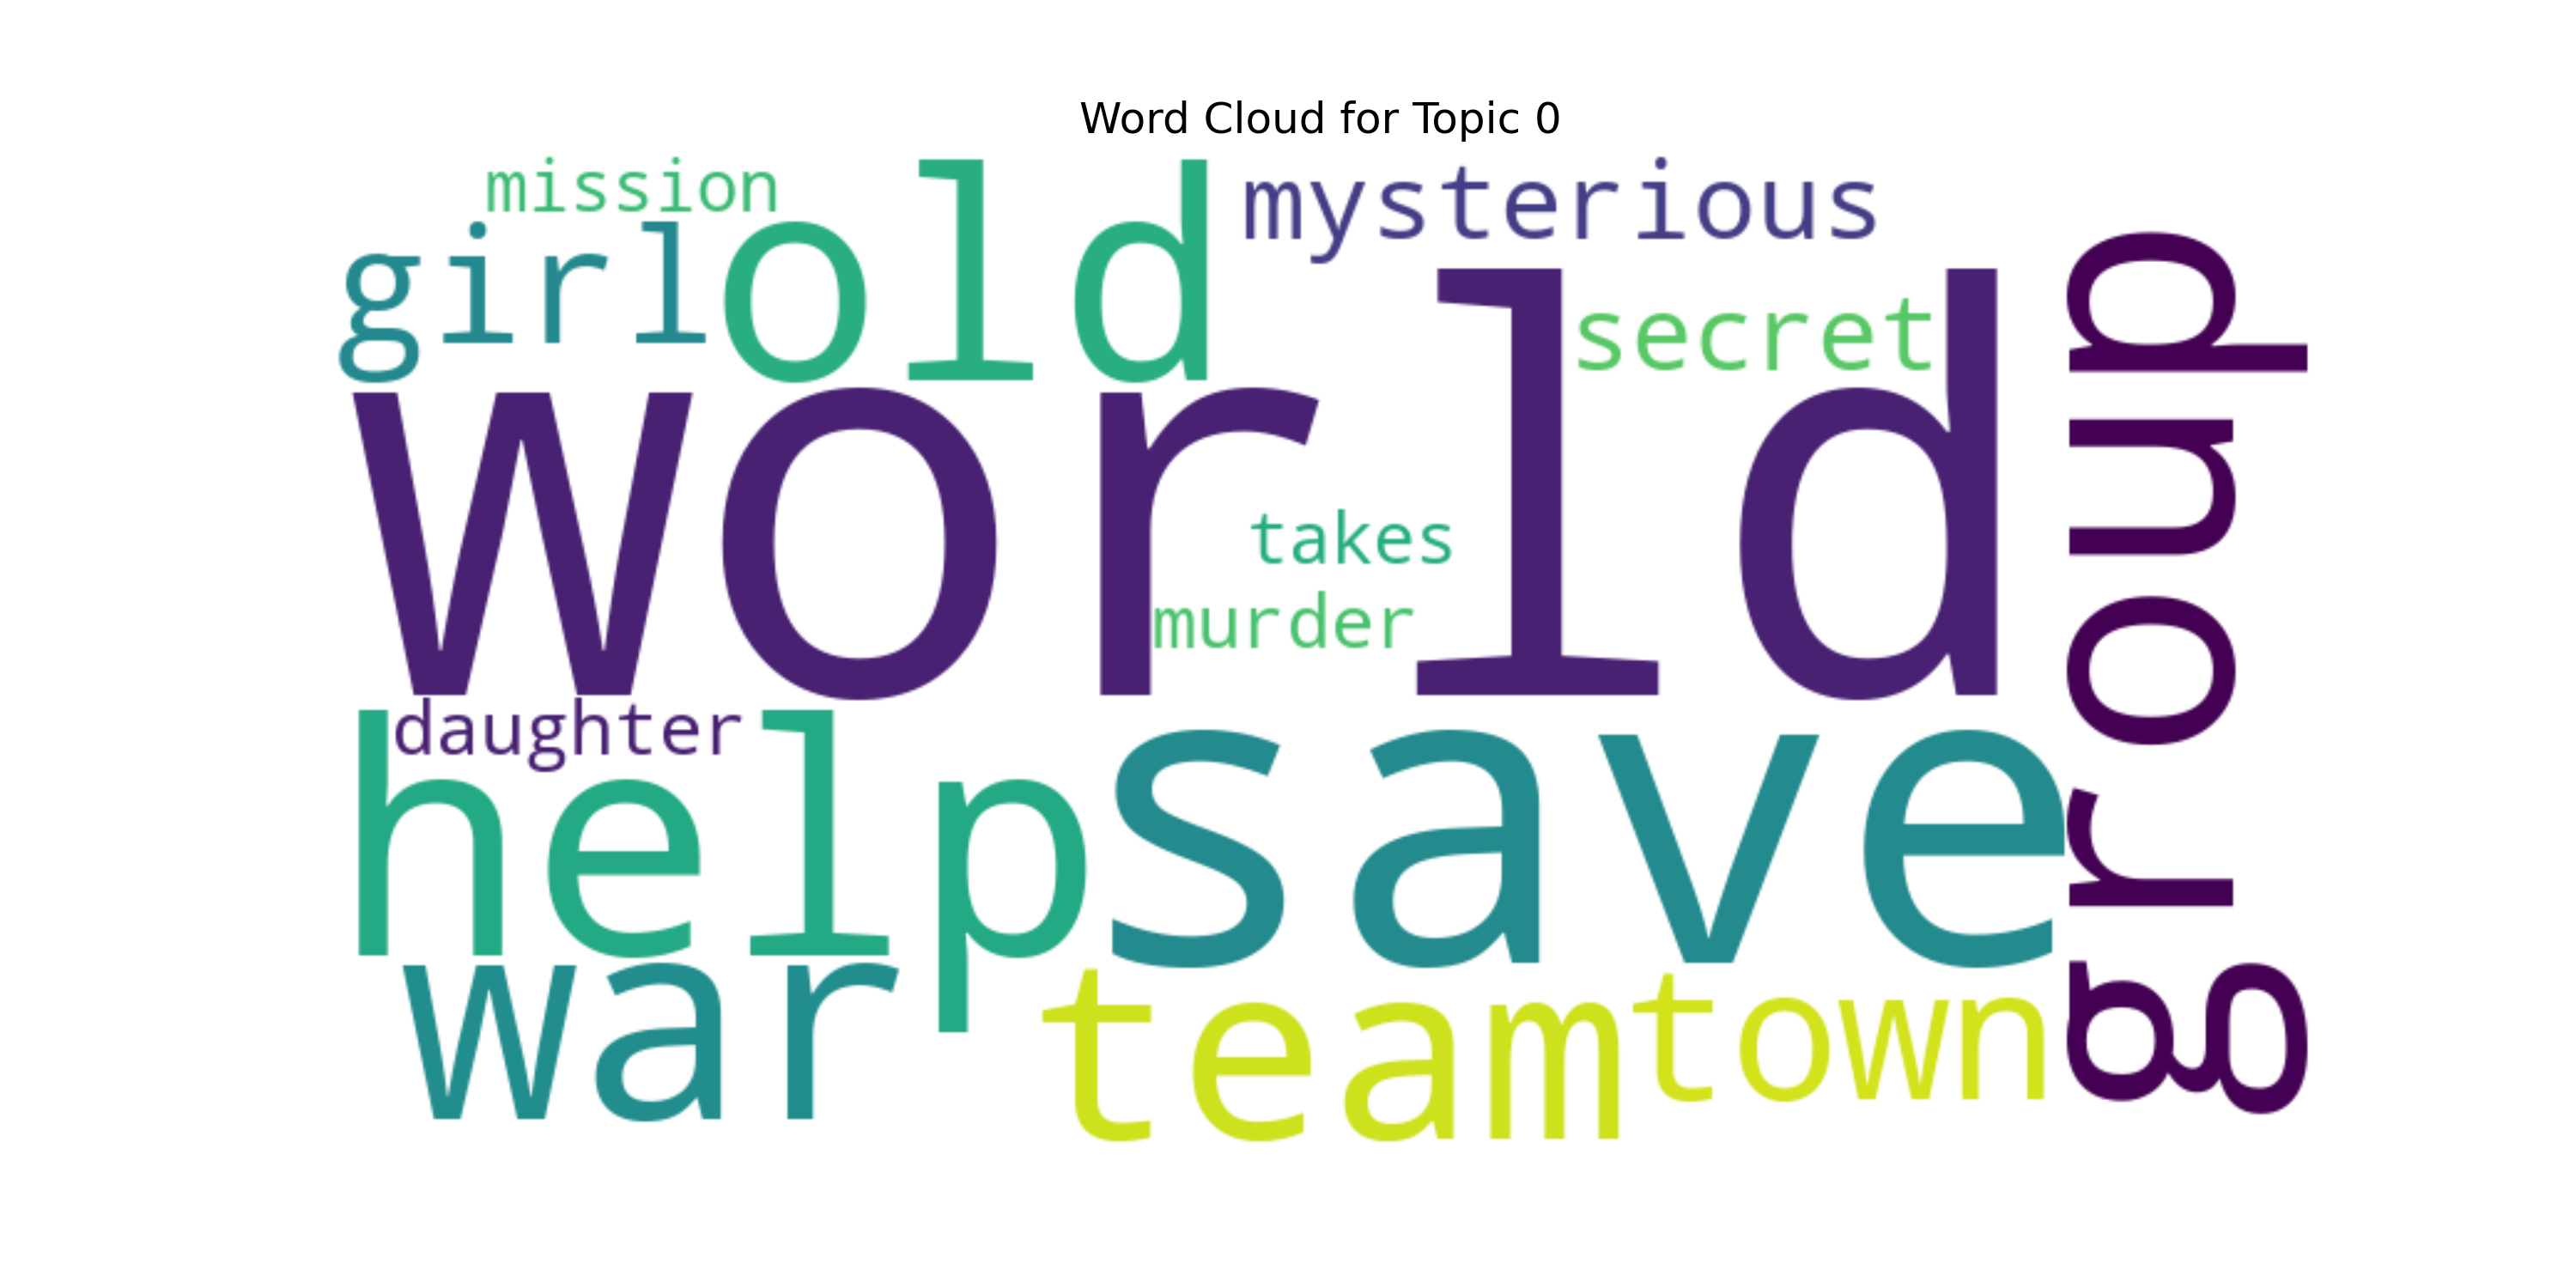 Word Cloud for Topic 0
mission
mysterious
girl
old
secret
world
group
takes
murder
daughter
help
save
war
team
town